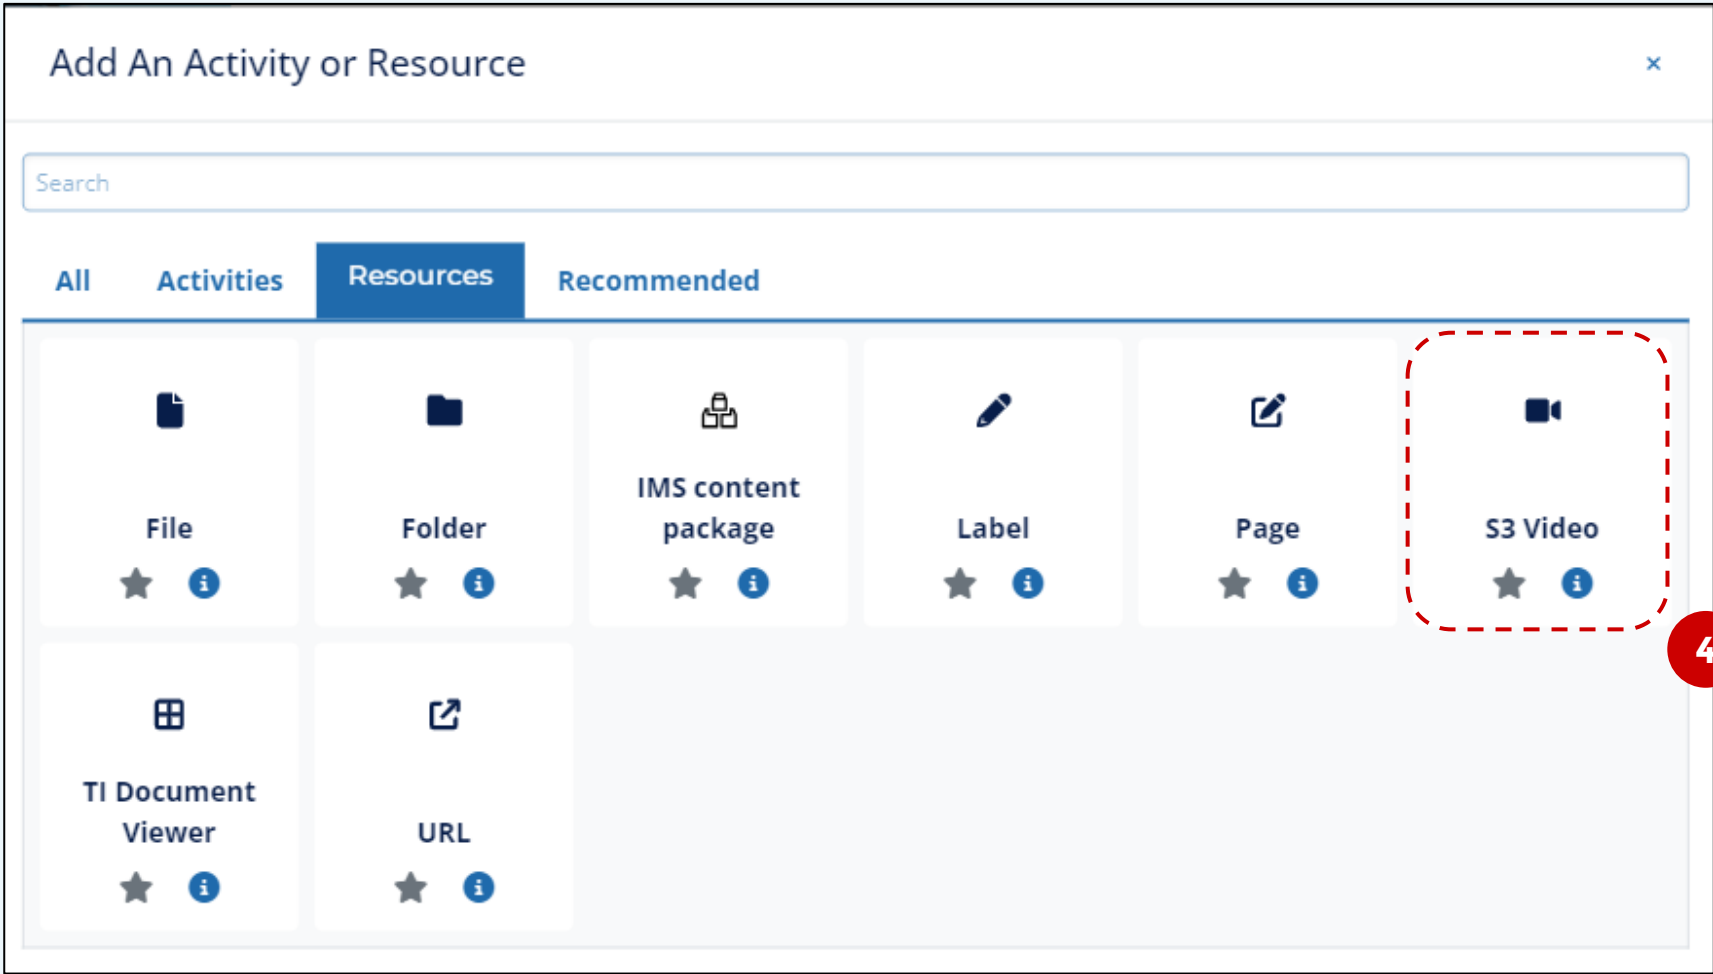 Add An Activity or Resource
×
Search
All Activities Resources Recommended
File
Folder
IMS content
package
Label
Page
S3 Video
4
TI Document
Viewer
URL